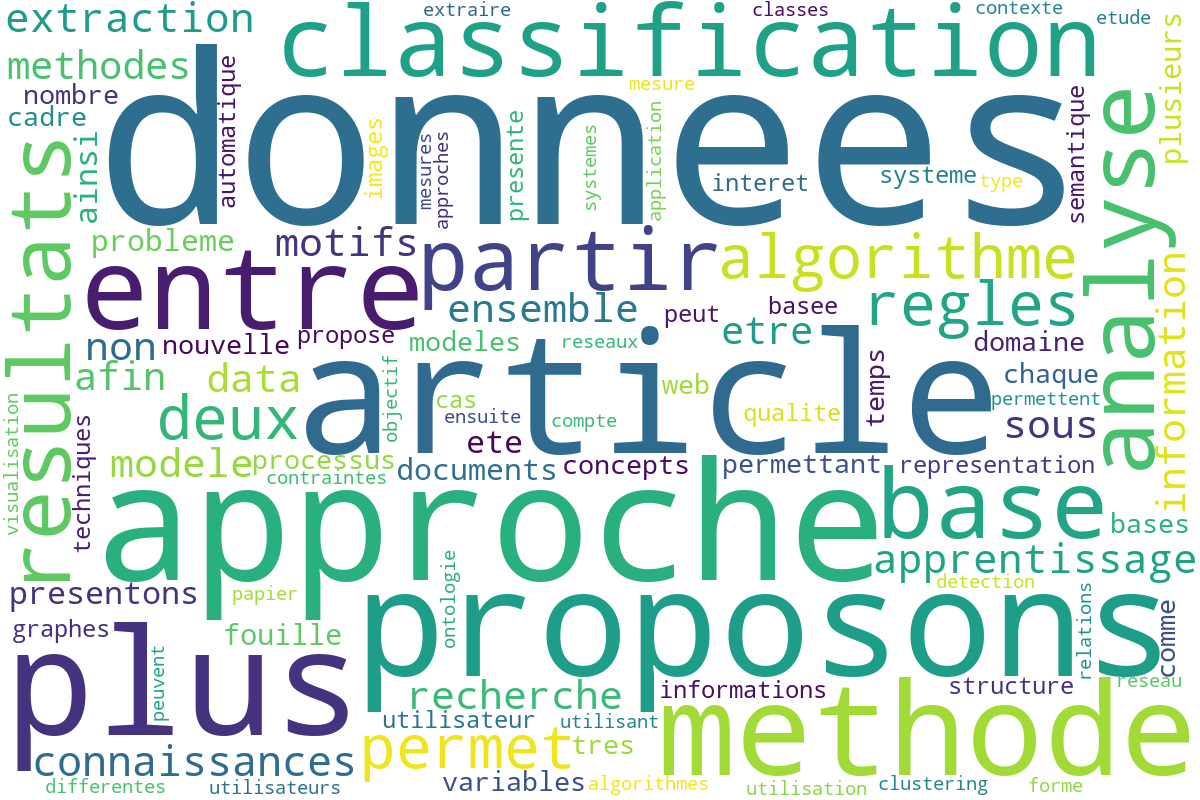 extraction
extraire
classes
contexte
etude
classification
methodes
automatique
nombre
cadre
mesure
donnees
plusieurs
ainsi
images
mesures
approches
presente
systemes
application
interet
systeme
type
semantique
analyse
resultats
probleme
motifs
entre
partir
algorithme
ensemble
peut
basee
regles
etre
information
non
nouvelle
propose
modeles
reseaux
domaine
article
afin
data
objectif
web
temps
chaque
permettent
cas
ensuite
compte
qualite
deux
ete
sous
visualisation
techniques
modele
processus
contraintes
documents
concepts
permettant
representation
approche
base
bases
apprentissage
detection
presentons
papier
ontologie
proposons
relations
comme
graphes
fouille
plus
peuvent
recherche
informations
structure
reseau
utilisateur
utilisant
methode
connaissances
permet
tres
differentes
utilisateurs
variables
algorithmes
utilisation
clustering
forme